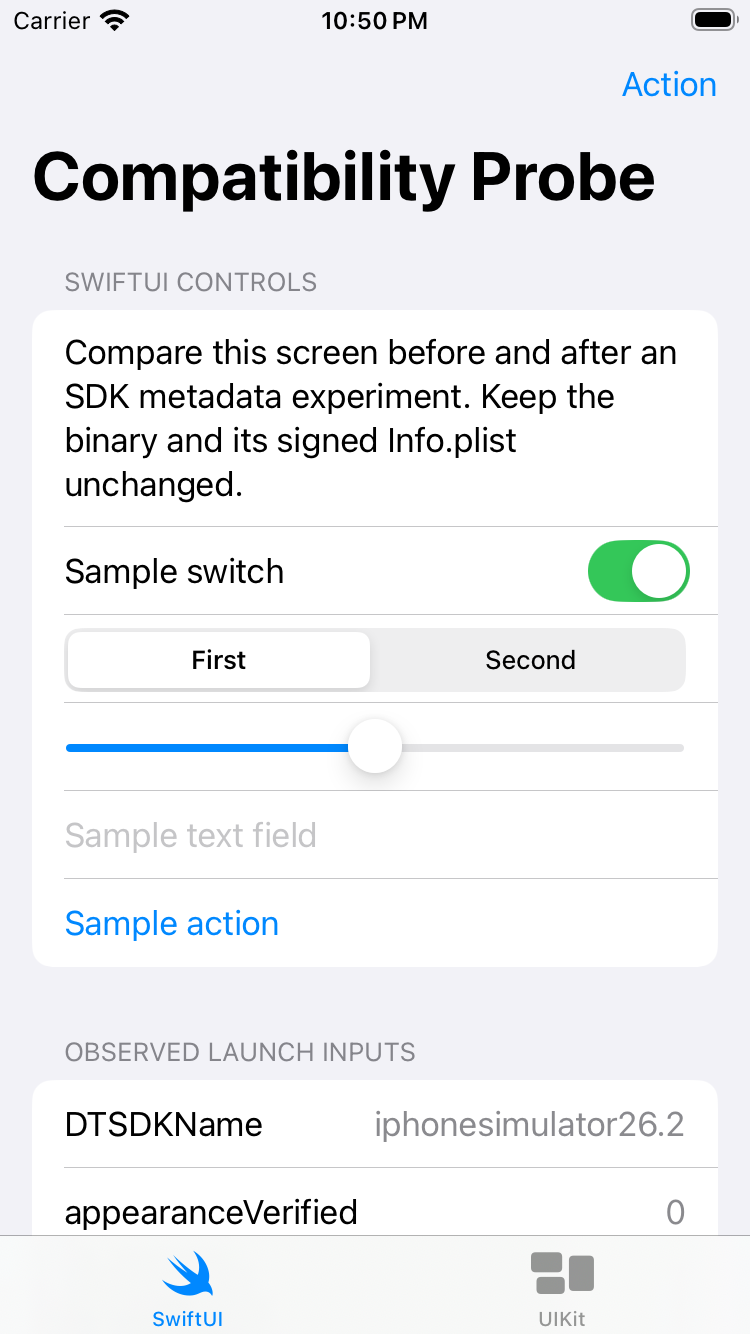 Carrier
10:50 PM
Action
Compatibility Probe
SWIFTUI CONTROLS
Compare this screen before and after an
SDK metadata experiment. Keep the
binary and its signed Info.plist
unchanged.
Sample switch
First
Second
Sample text field
Sample action
OBSERVED LAUNCH INPUTS
DTSDKName
iphonesimulator26.2
appearanceVerified
0
SwiftUI
UIKit